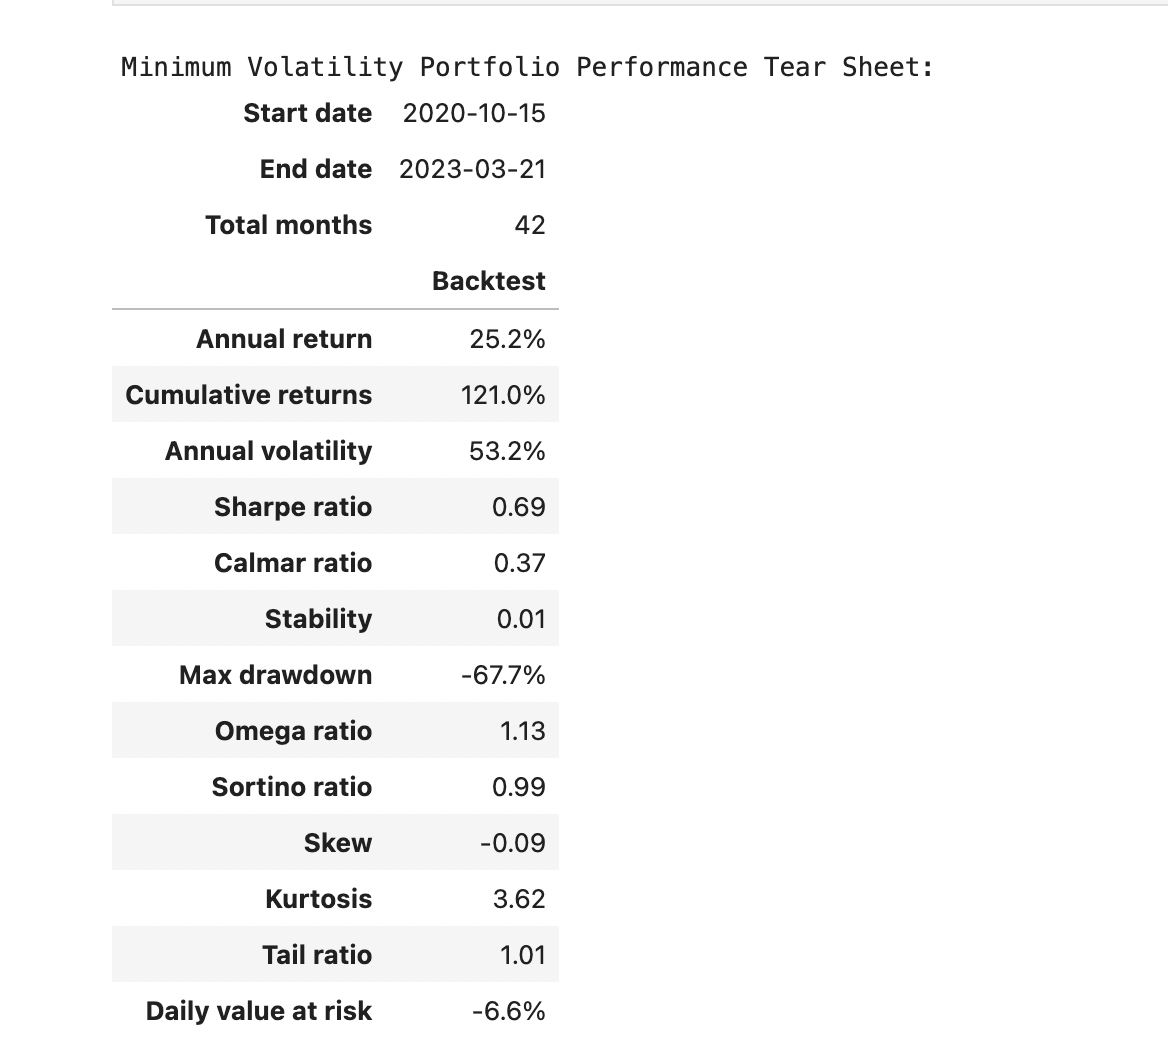 Minimum Volatility Portfolio Performance Tear Sheet:
Start date 2020-10-15
End date 2023-03-21
Total months 42
Backtest
Annual return 25.2%
Cumulative returns 121.0%
Annual volatility 53.2%
Sharpe ratio 0.69
Calmar ratio 0.37
Stability 0.01
Max drawdown -67.7%
Omega ratio 1.13
Sortino ratio 0.99
Skew -0.09
Kurtosis 3.62
Tail ratio 1.01
Daily value at risk -6.6%